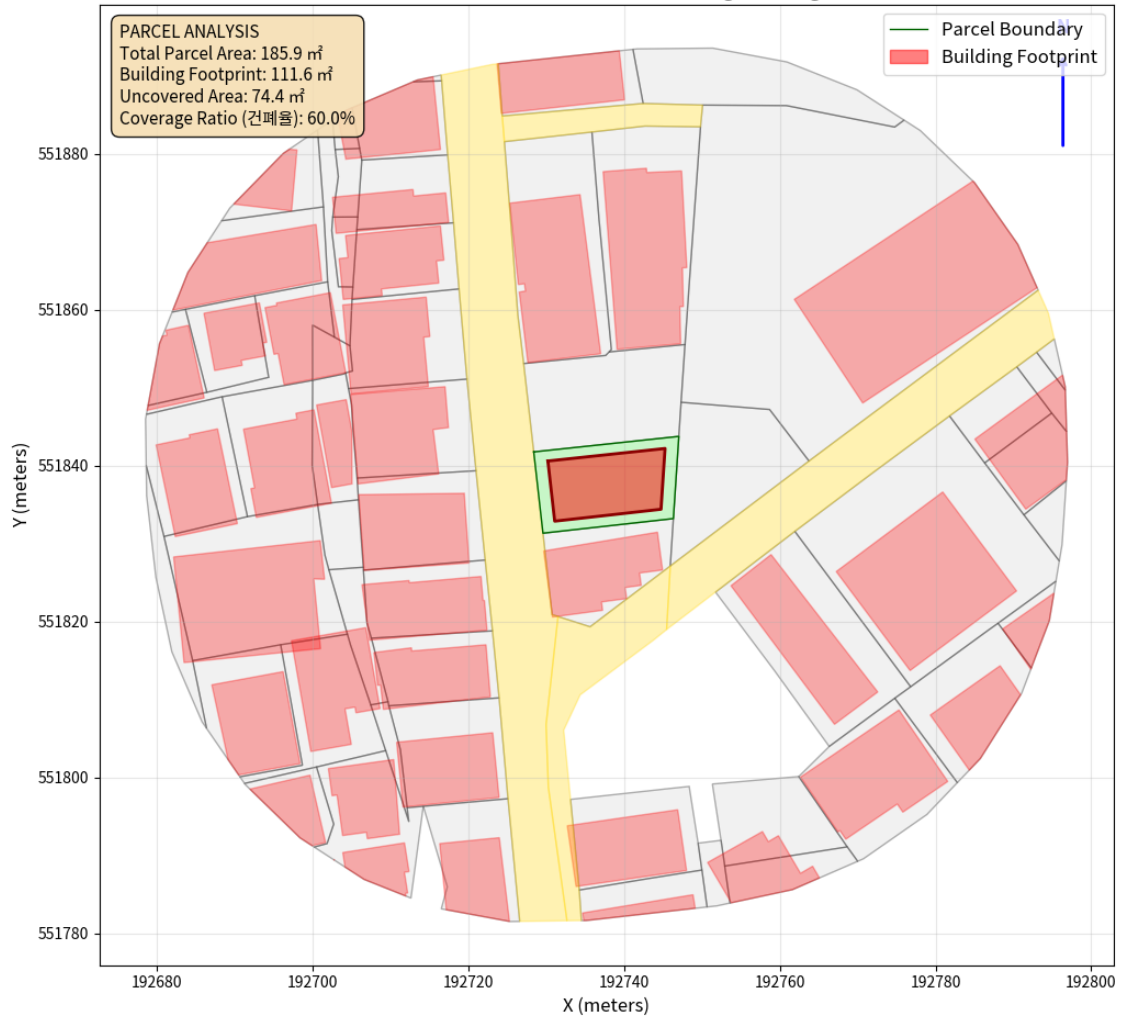 PARCEL ANALYSIS
Total Parcel Area: 185.9 ㎡
Building Footprint: 111.6 ㎡
Uncovered Area: 74.4 ㎡
Coverage Ratio (건폐율): 60.0%
Parcel Boundary
Building Footprint
N
551880
551860
551840
551820
551800
551780
Y (meters)
192680 192700 192720 192740 192760 192780 192800
X (meters)